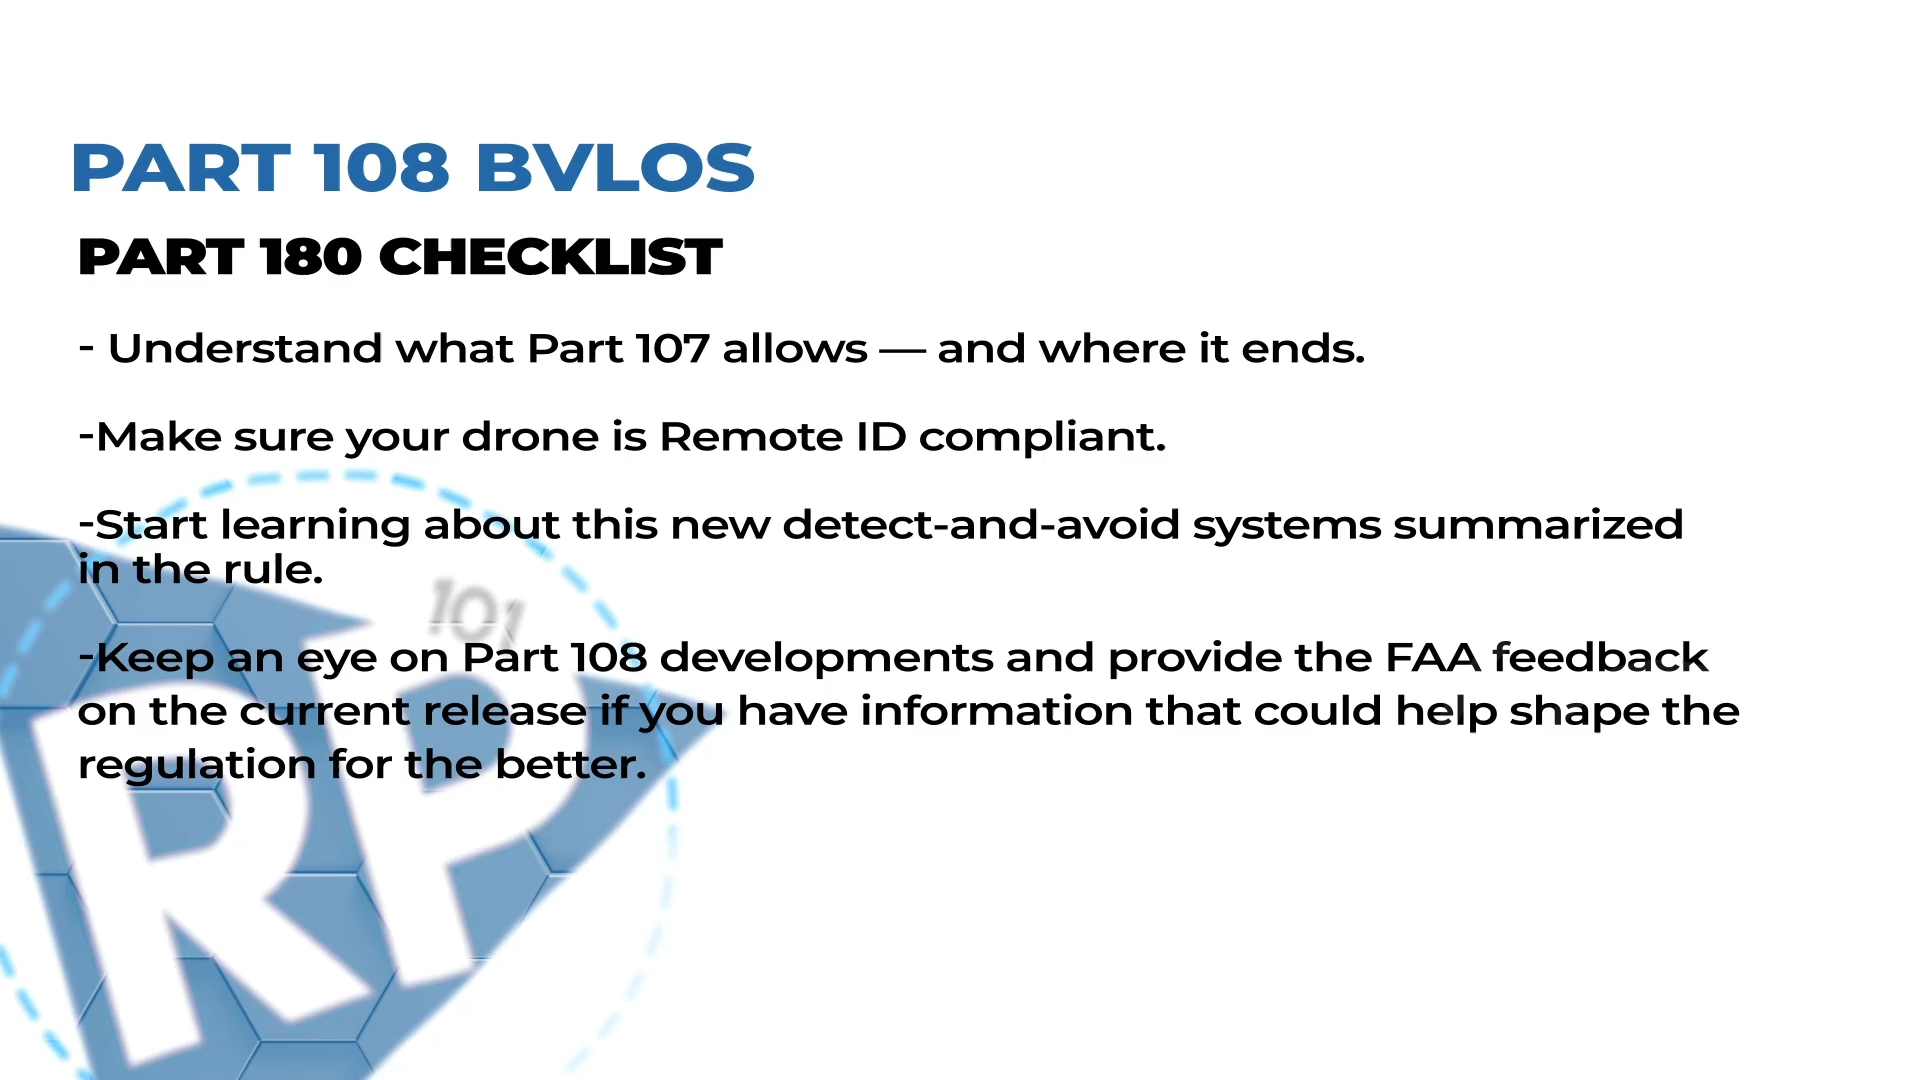 PART 108 BVLOS
PART 180 CHECKLIST
- Understand what Part 107 allows — and where it ends.
-Make sure your drone is Remote ID compliant.
-Start learning about this new detect-and-avoid systems summarized
in the rule.
101
-Keep an eye on Part 108 developments and provide the FAA feedback
on the current release if you have information that could help shape the
regulation for the better.
RP